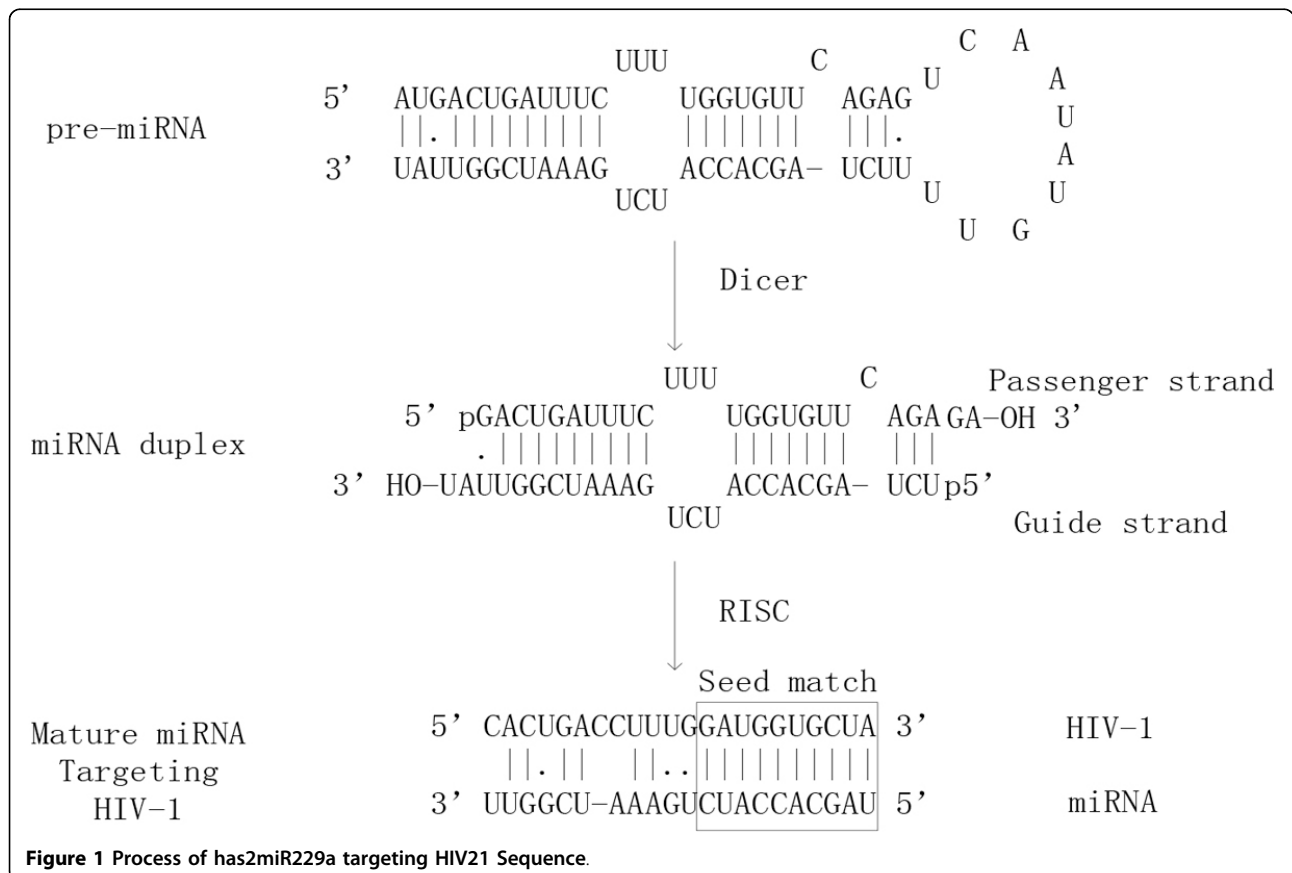 UUU C C A
U A
5' AUGACUGAUUUC UGGUGUU AGAG U
pre-miRNA ||.||||||||| ||||||| |||. A
3' UAUUGGCUAAAG ACCACGA- UCUU U U
UCU U G
Dicer
UUU C Passenger strand
5' pGACUGAUUUC UGGUGUU AGA GA-OH 3'
miRNA duplex .||||||||| ||||||| |||
3' HO-UAUUGGCUAAAG ACCACGA- UCUp5'
UCU Guide strand
RISC
Seed match
5' CACUGACCUUUGGAUGGUGCUA 3' HIV-1
Mature miRNA
Targeting ||.|| ||..||||||||||
HIV-1 3' UUGGCU-AAAGUCUACCACGAU 5' miRNA
Figure 1 Process of has2miR229a targeting HIV21 Sequence.